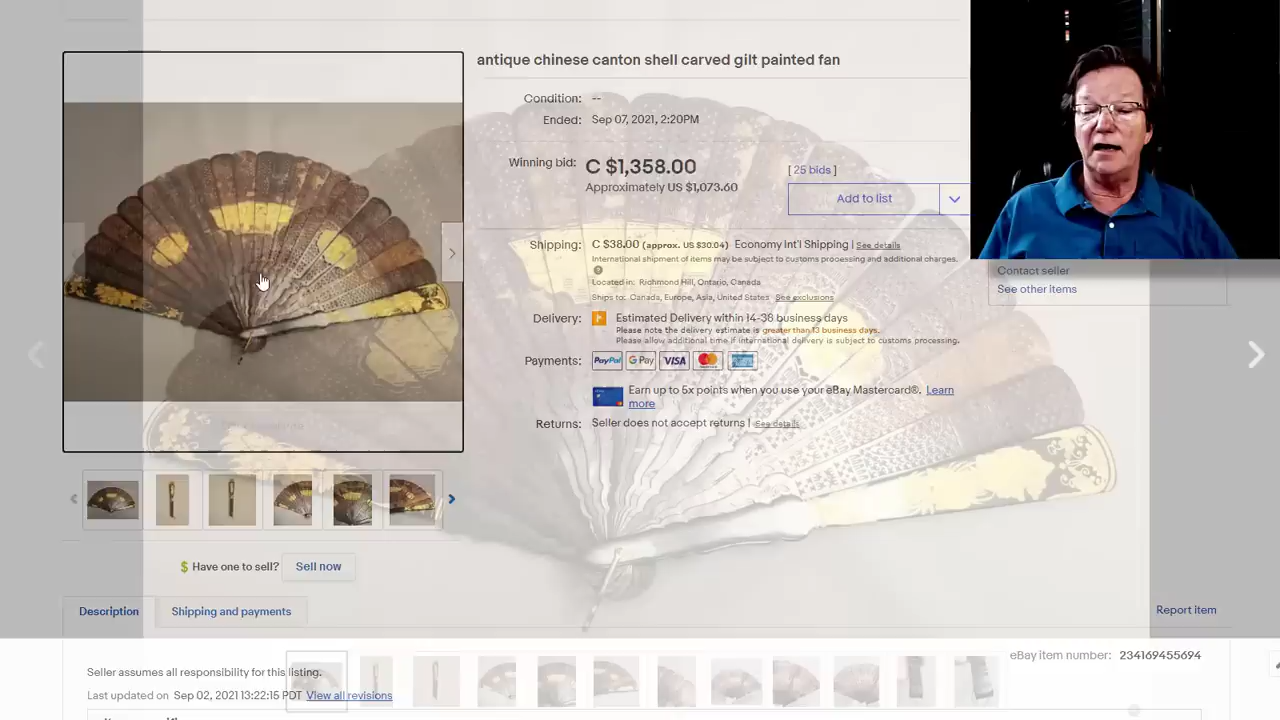 antique chinese canton shell carved gilt painted fan
Condition: --
Ended: Sep 07, 2021, 2:20PM
Winning bid: C $1,358.00
[ 25 bids ]
Approximately US $1,073.60
Add to list
Shipping: C $38.00 (approx. US $30.04) Economy Int'l Shipping | See details
International shipment of items may be subject to customs processing and additional charges.
Located in: Richmond Hill, Ontario, Canada
Ships to: Canada, Europe, Asia, United States See exclusions
Contact seller
See other items
Delivery: Estimated Delivery within 14-36 business days
Please note the delivery estimate is greater than 13 business days.
Please allow additional time if international delivery is subject to customs processing.
Payments: PayPal G Pay VISA
Earn up to 5x points when you use your eBay Mastercard®. Learn
more
Returns: Seller does not accept returns | See details
$ Have one to sell? Sell now
Description Shipping and payments
Report item
eBay item number: 234169455694
Seller assumes all responsibility for this listing.
Last updated on Sep 02, 2021 13:22:15 PDT View all revisions